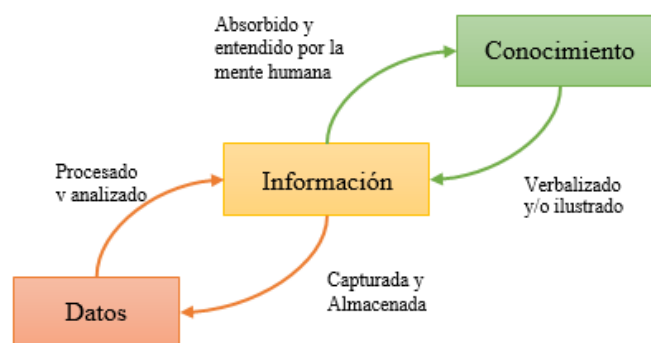 Absorbido y
entendido por la
mente humana
Conocimiento
Procesado
y analizado
Información
Verbalizado
y/o ilustrado
Capturada y
Almacenada
Datos